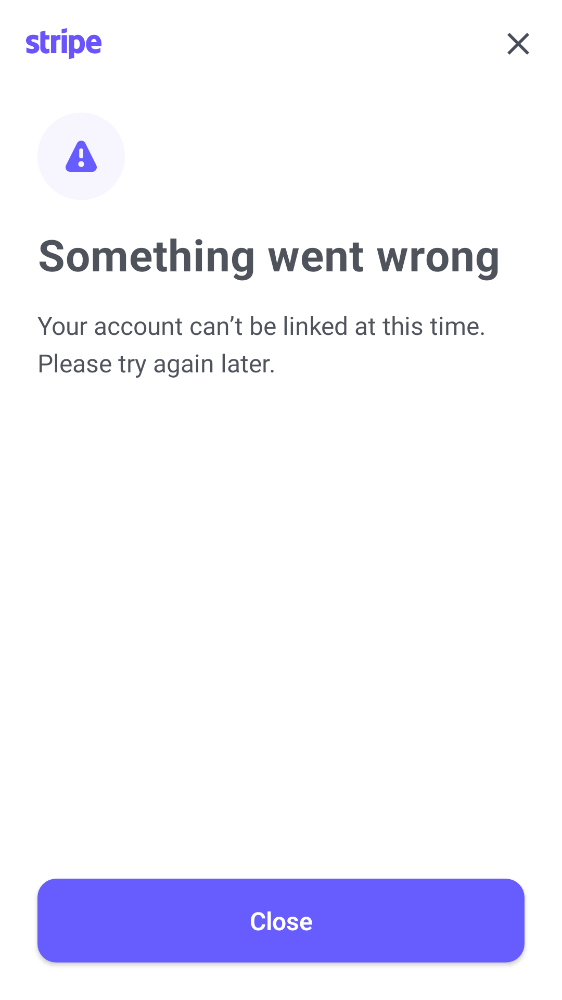 stripe
Something went wrong
Your account can’t be linked at this time.
Please try again later.
Close